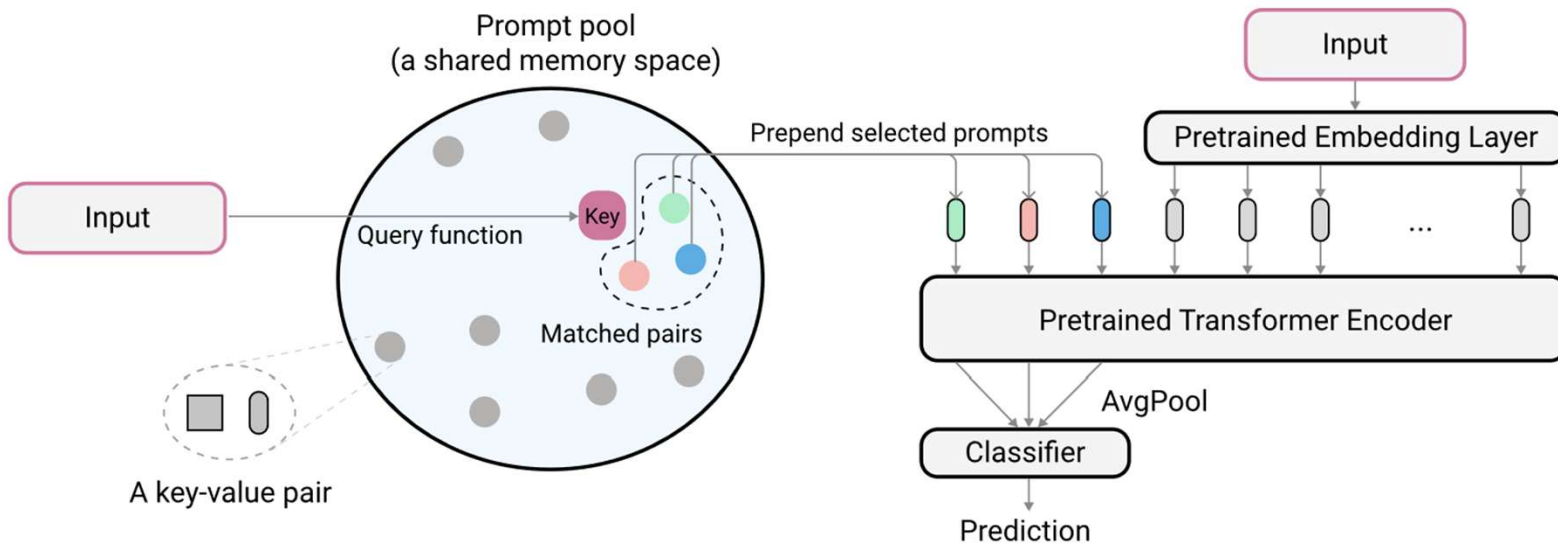 Prompt pool
(a shared memory space)
Input
Query function
Key
Matched pairs
A key-value pair
Prepend selected prompts
Input
Pretrained Embedding Layer
...
Pretrained Transformer Encoder
AvgPool
Classifier
Prediction